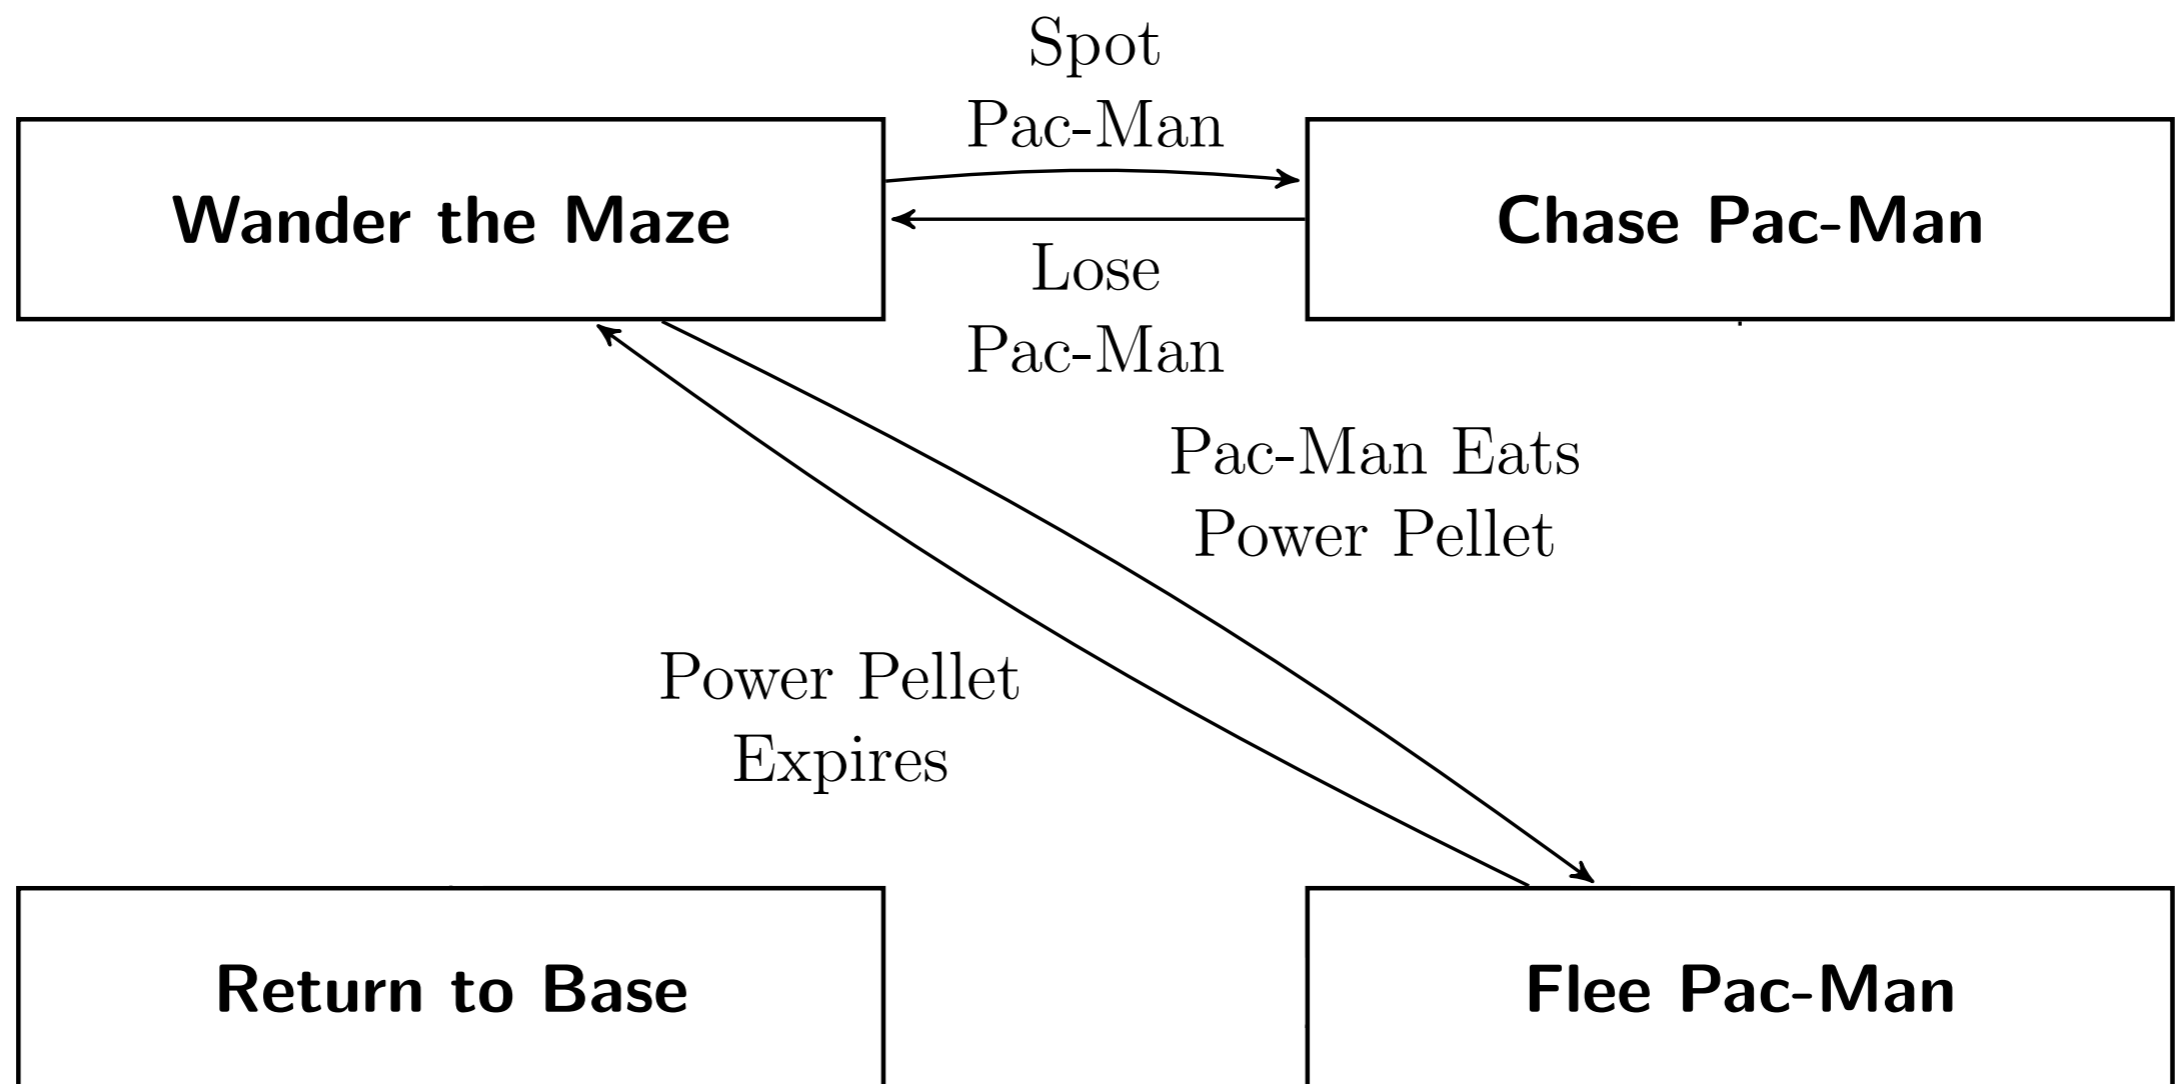 Spot
Pac-Man
Wander the Maze
Chase Pac-Man
Lose
Pac-Man
Pac-Man Eats
Power Pellet
Power Pellet
Expires
Return to Base
Flee Pac-Man